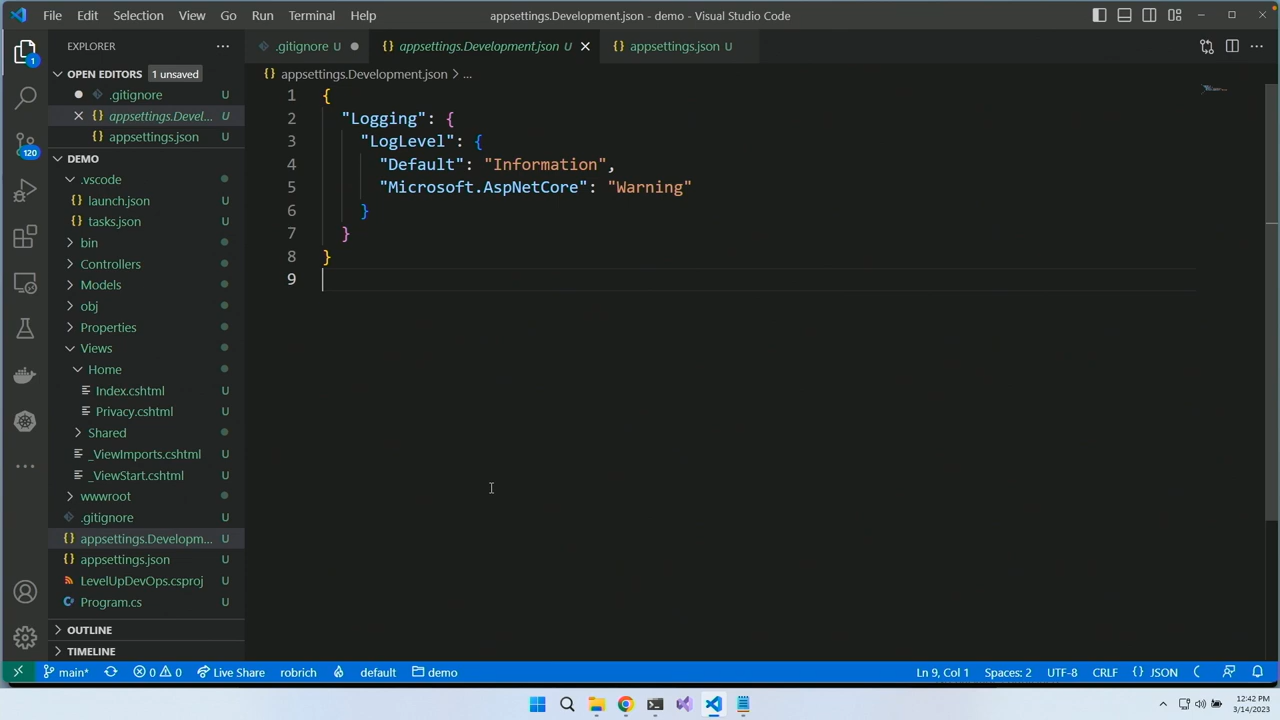 File Edit Selection View Go Run Terminal Help
appsettings.Development.json - demo - Visual Studio Code
EXPLORER
.gitignore U
appsettings.Development.json U
appsettings.json U
OPEN EDITORS 1 unsaved
.gitignore U
appsettings.Devel... U
appsettings.json U
DEMO
.vscode
launch.json U
tasks.json U
bin
Controllers
Models
obj
Properties
Views
Home
Index.cshtml U
Privacy.cshtml U
Shared
_ViewImports.cshtml U
_ViewStart.cshtml U
wwwroot
.gitignore U
appsettings.Developm... U
appsettings.json U
LevelUpDevOps.csproj U
Program.cs U
OUTLINE
TIMELINE
1
120
appsettings.Development.json > ...
1 {
2 "Logging": {
3 "LogLevel": {
4 "Default": "Information",
5 "Microsoft.AspNetCore": "Warning"
6 }
7 }
8 }
9
main* 0 0 Live Share robrich default demo
Ln 9, Col 1 Spaces: 2 UTF-8 CRLF {} JSON
12:42 PM
3/14/2023